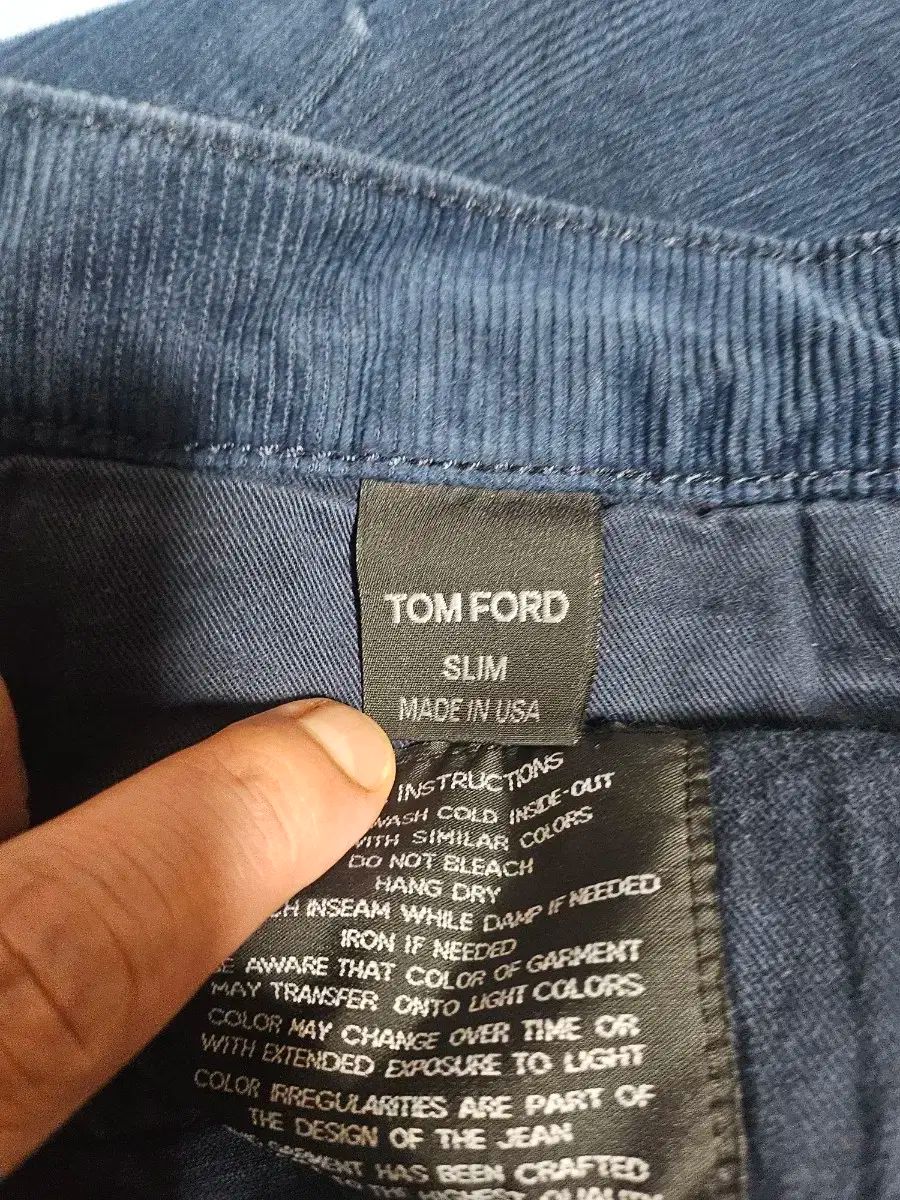 TOM FORD
SLIM
MADE IN USA
INSTRUCTIONS
WASH COLD INSIDE-OUT
WITH SIMILAR COLORS
DO NOT BLEACH
HANG DRY
INSEAM WHILE DAMP IF NEEDED
IRON IF NEEDED
AWARE THAT COLOR OF GARMENT
MAY TRANSFER ONTO LIGHT COLORS
COLOR MAY CHANGE OVER TIME OR
WITH EXTENDED EXPOSURE TO LIGHT
COLOR IRREGULARITIES ARE PART OF
THE DESIGN OF THE JEAN
HAS BEEN CRAFTED
HIGHEST QUALITY